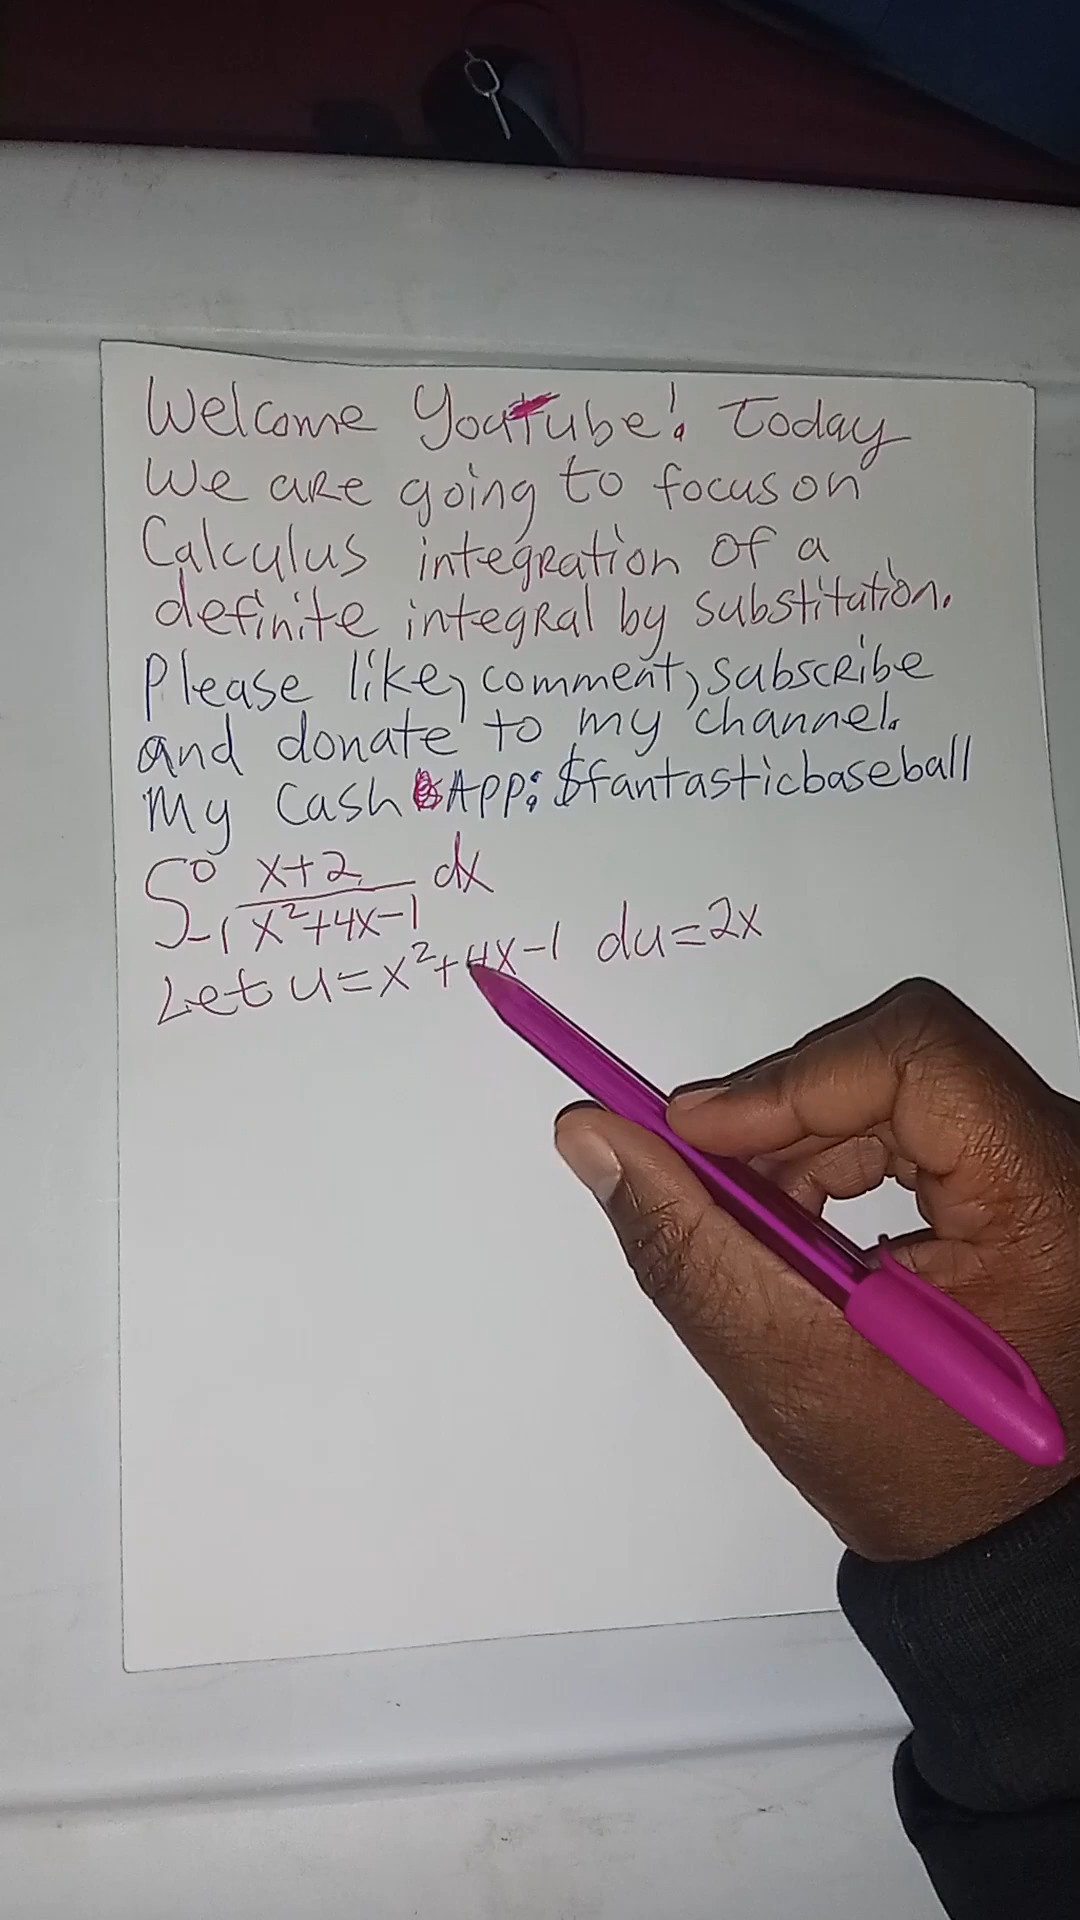 Welcome YouTube! Today
We are going to focus on
Calculus integration of a
definite integral by substitution.
Please like, comment, subscribe
and donate to my channel.
My Cash App: $fantasticbaseball
∫₋₁⁰ (x+2)/(x²+4x-1) dx
Let u=x²+4x-1 du=2x